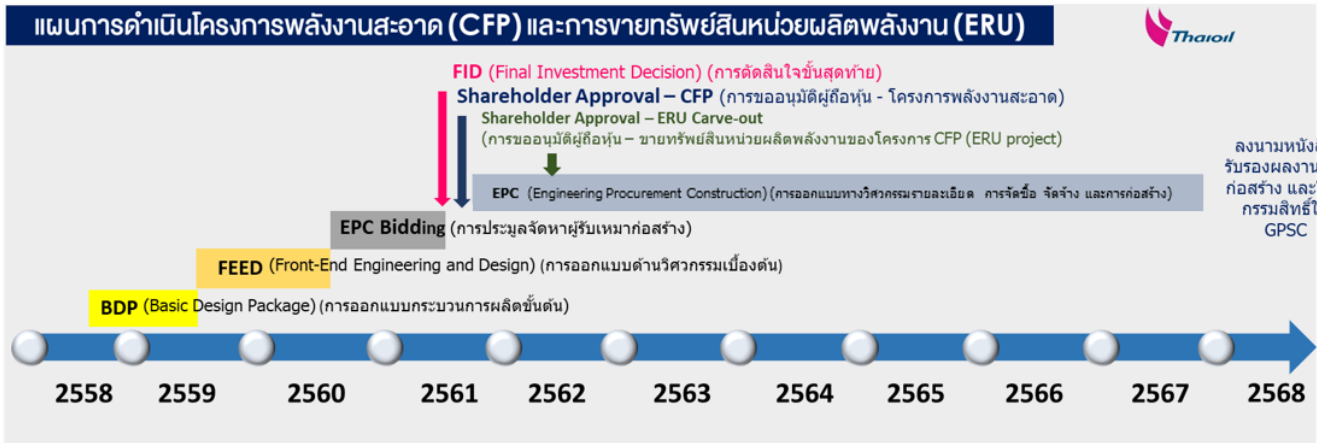 แผนการดำเนินโครงการพลังงานสะอาด (CFP) และการขายทรัพย์สินหน่วยผลิตพลังงาน (ERU)
Thaioil
FID (Final Investment Decision) (การตัดสินใจขั้นสุดท้าย)
Shareholder Approval – CFP (การขออนุมัติผู้ถือหุ้น - โครงการพลังงานสะอาด)
Shareholder Approval – ERU Carve-out
(การขออนุมัติผู้ถือหุ้น – ขายทรัพย์สินหน่วยผลิตพลังงานของโครงการ CFP (ERU project)
EPC (Engineering Procurement Construction) (การออกแบบทางวิศวกรรมรายละเอียด การจัดซื้อ จัดจ้าง และการก่อสร้าง)
ลงนามหนังสื
รับรองผลงาน
ก่อสร้าง และ
กรรมสิทธิ์ใ
GPSC
EPC Bidding (การประมูลจัดหาผู้รับเหมาก่อสร้าง)
FEED (Front-End Engineering and Design) (การออกแบบด้านวิศวกรรมเบื้องต้น)
BDP (Basic Design Package) (การออกแบบกระบวนการผลิตขั้นต้น)
2558 2559 2560 2561 2562 2563 2564 2565 2566 2567 2568